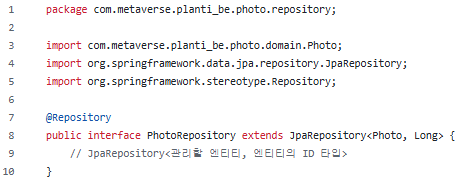 1 package com.metaverse.planti_be.photo.repository;
2
3 import com.metaverse.planti_be.photo.domain.Photo;
4 import org.springframework.data.jpa.repository.JpaRepository;
5 import org.springframework.stereotype.Repository;
6
7 @Repository
8 public interface PhotoRepository extends JpaRepository<Photo, Long> {
9 // JpaRepository<관리할 엔티티, 엔티티의 ID 타입>
10 }